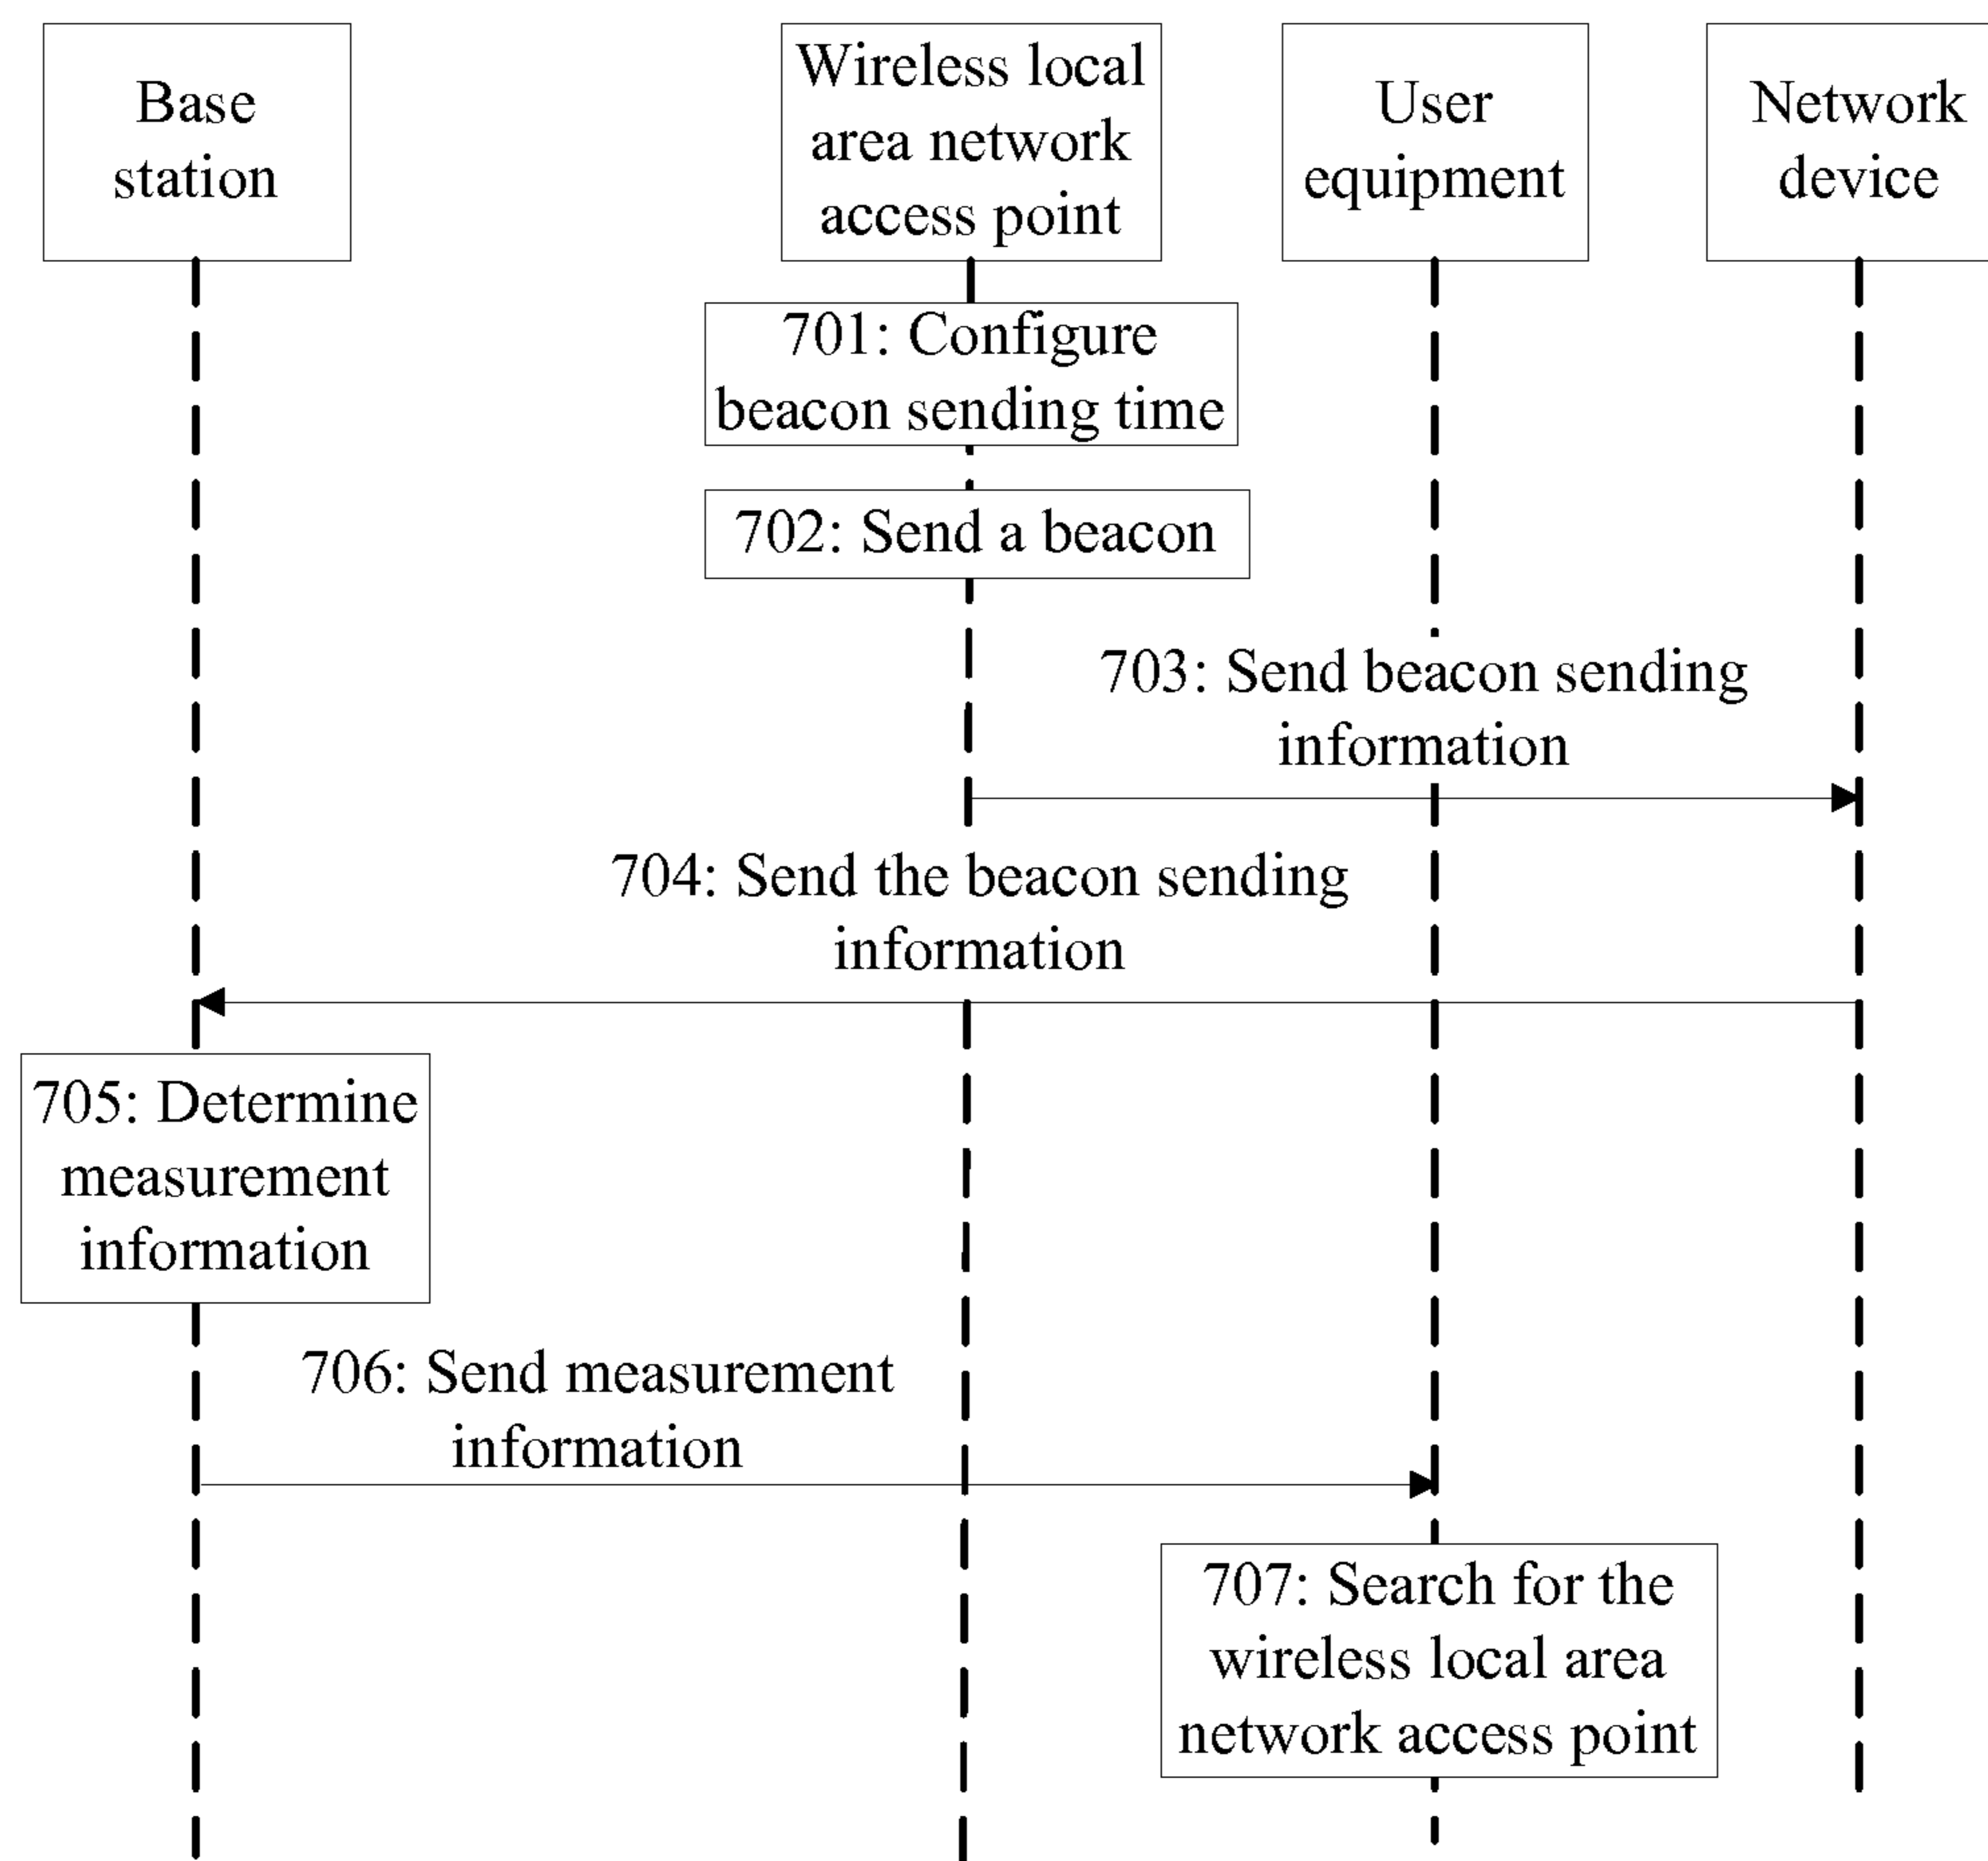 Base
station
Wireless local
area network
access point
User
equipment
Network
device
701: Configure
beacon sending time
702: Send a beacon
703: Send beacon sending
information
704: Send the beacon sending
information
705: Determine
measurement
information
706: Send measurement
information
707: Search for the
wireless local area
network access point